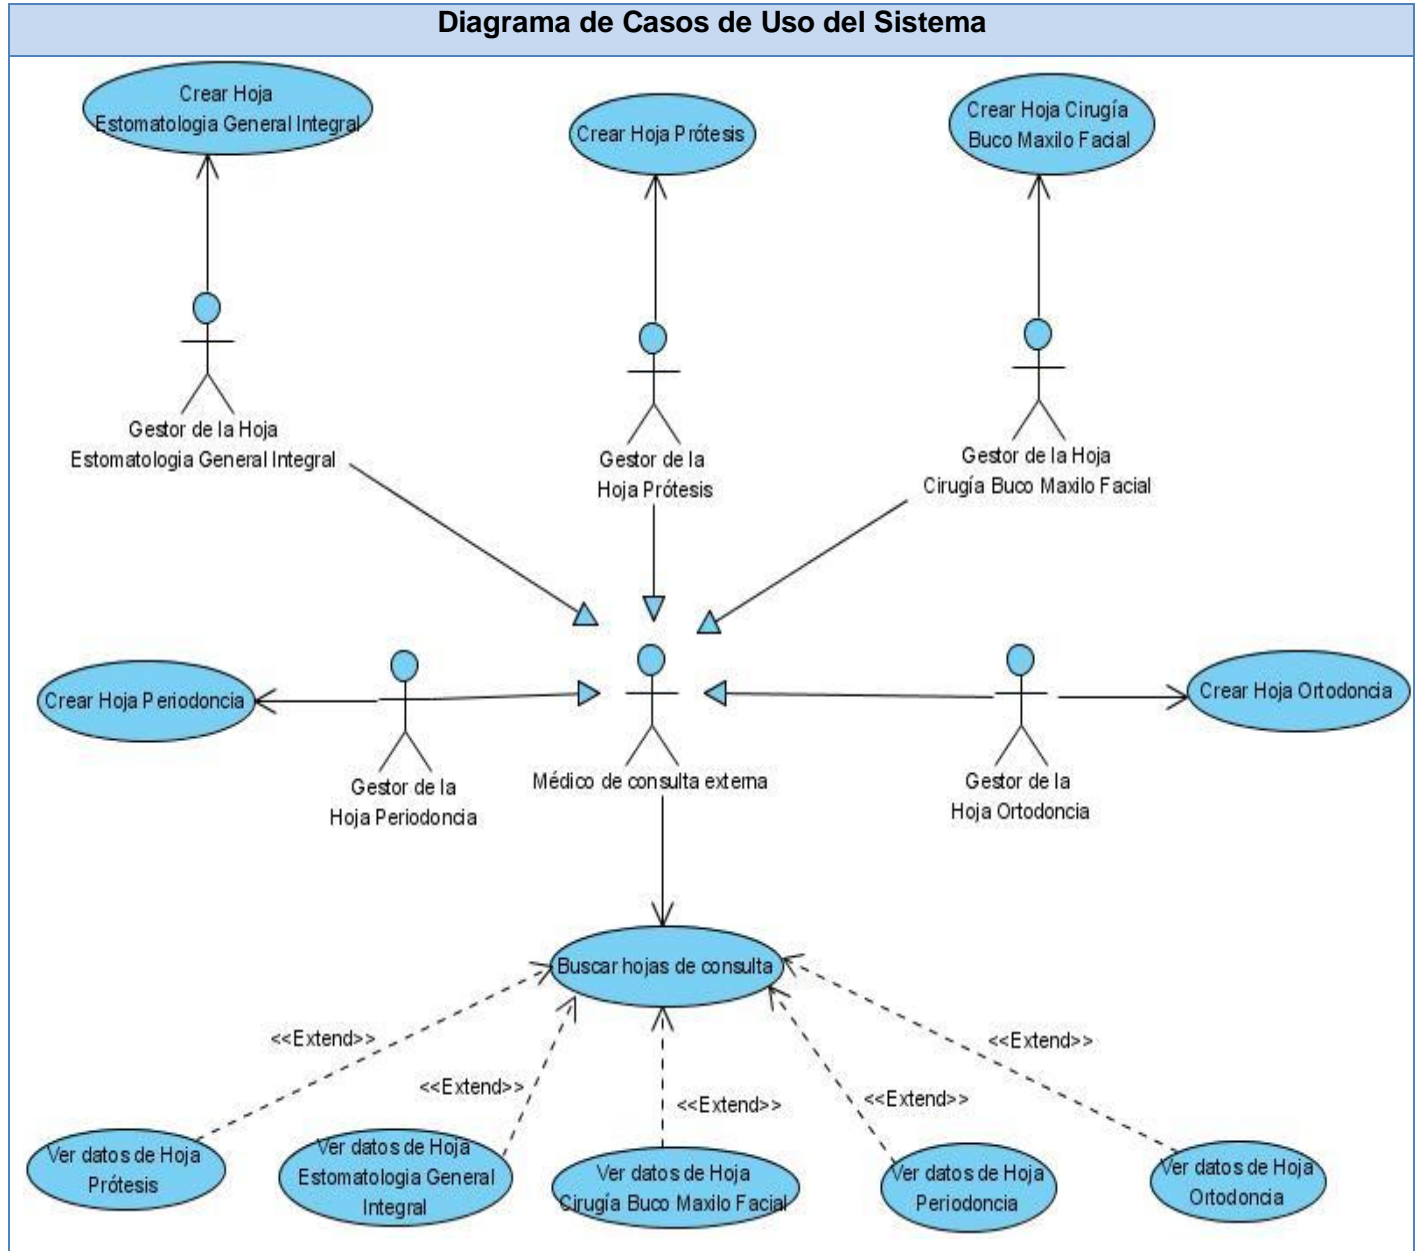 Diagrama de Casos de Uso del Sistema
Crear Hoja
Estomatologia General Integral
Crear Hoja Prótesis
Crear Hoja Cirugía
Buco Maxilo Facial
Gestor de la Hoja
Estomatologia General Integral
Gestor de la
Hoja Prótesis
Gestor de la Hoja
Cirugía Buco Maxilo Facial
Crear Hoja Periodoncia
Gestor de la
Hoja Periodoncia
Médico de consulta externa
Gestor de la
Hoja Ortodoncia
Crear Hoja Ortodoncia
Buscar hojas de consulta
<<Extend>>
<<Extend>>
<<Extend>>
<<Extend>>
<<Extend>>
Ver datos de Hoja
Prótesis
Ver datos de Hoja
Estomatologia General
Integral
Ver datos de Hoja
Cirugía Buco Maxilo Facial
Ver datos de Hoja
Periodoncia
Ver datos de Hoja
Ortodoncia